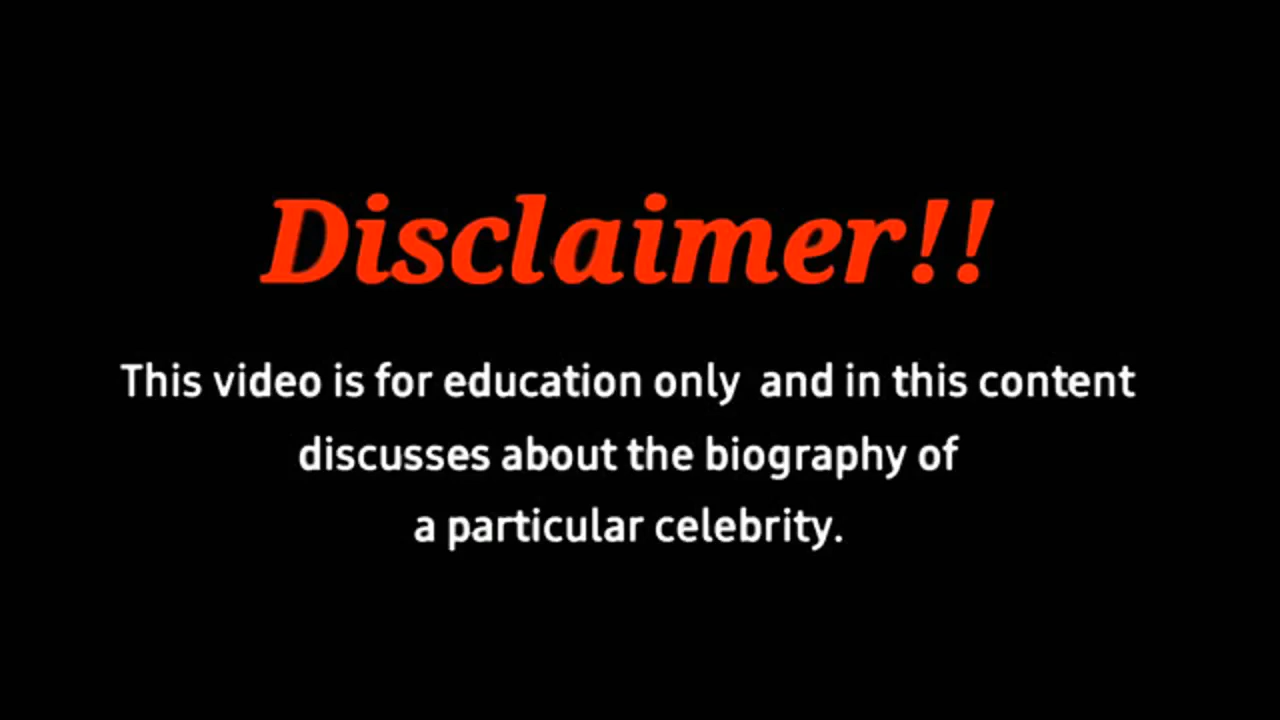 Disclaimer!!
This video is for education only  and in this content
discusses about the biography of
a particular celebrity.